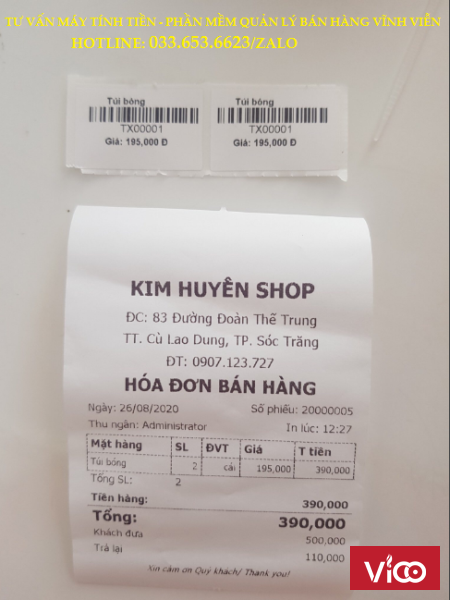 TƯ VẤN MÁY TÍNH TIỀN - PHẦN MỀM QUẢN LÝ BÁN HÀNG VĨNH VIỄN
HOTLINE: 033.653.6623/ZALO
Túi bông
TX00001
Giá: 195,000 Đ
Túi bông
TX00001
Giá: 195,000 Đ
KIM HUYÊN SHOP
ĐC: 83 Đường Đoàn Thế Trung
TT. Cù Lao Dung, TP. Sóc Trăng
ĐT: 0907.123.727
HÓA ĐƠN BÁN HÀNG
Ngày: 26/08/2020 Số phiếu: 20000005
Thu ngân: Administrator In lúc: 12:27
Mặt hàng SL ĐVT Giá T tiền
Túi bông 2 cái 195,000 390,000
Tổng SL: 2
Tiền hàng: 390,000
Tổng: 390,000
Khách đưa 500,000
Trả lại 110,000
Xin cảm ơn Quý khách/ Thank you!
ViCO